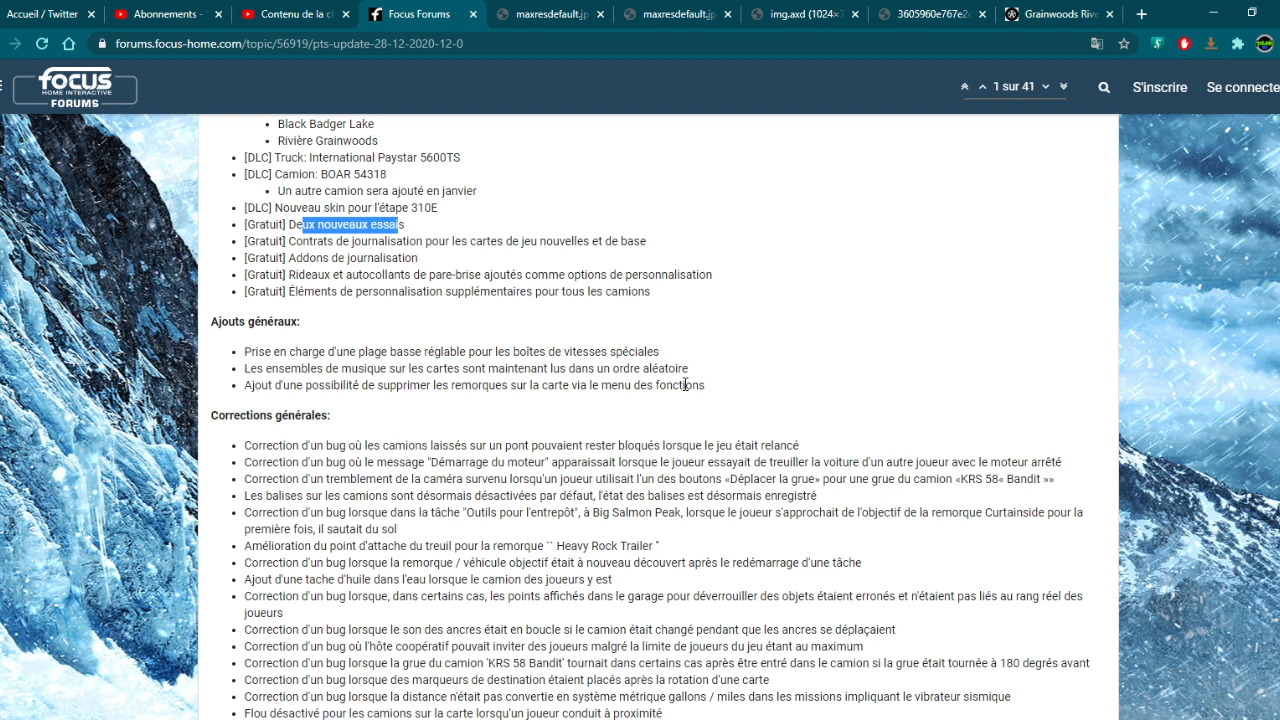 Accueil / Twitter
Abonnements -
Contenu de la c
Focus Forums
maxresdefault.jp
maxresdefault.jp
img.axd (1024×7
3605960e767e2
Grainwoods Rive
forums.focus-home.com/topic/56919/pts-update-28-12-2020-12-0
FOCUS
HOME INTERACTIVE
FORUMS
1 sur 41
S'inscrire
Se connecte
Black Badger Lake
Rivière Grainwoods
[DLC] Truck: International Paystar 5600TS
[DLC] Camion: BOAR 54318
Un autre camion sera ajouté en janvier
[DLC] Nouveau skin pour l'étape 310E
[Gratuit] Deux nouveaux essais
[Gratuit] Contrats de journalisation pour les cartes de jeu nouvelles et de base
[Gratuit] Addons de journalisation
[Gratuit] Rideaux et autocollants de pare-brise ajoutés comme options de personnalisation
[Gratuit] Éléments de personnalisation supplémentaires pour tous les camions
Ajouts généraux:
Prise en charge d'une plage basse réglable pour les boîtes de vitesses spéciales
Les ensembles de musique sur les cartes sont maintenant lus dans un ordre aléatoire
Ajout d'une possibilité de supprimer les remorques sur la carte via le menu des fonctions
Corrections générales:
Correction d'un bug où les camions laissés sur un pont pouvaient rester bloqués lorsque le jeu était relancé
Correction d'un bug où le message "Démarrage du moteur" apparaissait lorsque le joueur essayait de treuiller la voiture d'un autre joueur avec le moteur arrêté
Correction d'un tremblement de la caméra survenu lorsqu'un joueur utilisait l'un des boutons «Déplacer la grue» pour une grue du camion «KRS 58« Bandit »»
Les balises sur les camions sont désormais désactivées par défaut, l'état des balises est désormais enregistré
Correction d'un bug lorsque dans la tâche "Outils pour l'entrepôt", à Big Salmon Peak, lorsque le joueur s'approchait de l'objectif de la remorque Curtainside pour la
première fois, il sautait du sol
Amélioration du point d'attache du treuil pour la remorque `` Heavy Rock Trailer "
Correction d'un bug lorsque la remorque / véhicule objectif était à nouveau découvert après le redémarrage d'une tâche
Ajout d'une tache d'huile dans l'eau lorsque le camion des joueurs y est
Correction d'un bug lorsque, dans certains cas, les points affichés dans le garage pour déverrouiller des objets étaient erronés et n'étaient pas liés au rang réel des
joueurs
Correction d'un bug lorsque le son des ancres était en boucle si le camion était changé pendant que les ancres se déplaçaient
Correction d'un bug où l'hôte coopératif pouvait inviter des joueurs malgré la limite de joueurs du jeu étant au maximum
Correction d'un bug lorsque la grue du camion 'KRS 58 Bandit' tournait dans certains cas après être entré dans le camion si la grue était tournée à 180 degrés avant
Correction d'un bug lorsque des marqueurs de destination étaient placés après la rotation d'une carte
Correction d'un bug lorsque la distance n'était pas convertie en système métrique gallons / miles dans les missions impliquant le vibrateur sismique
Flou désactivé pour les camions sur la carte lorsqu'un joueur conduit à proximité